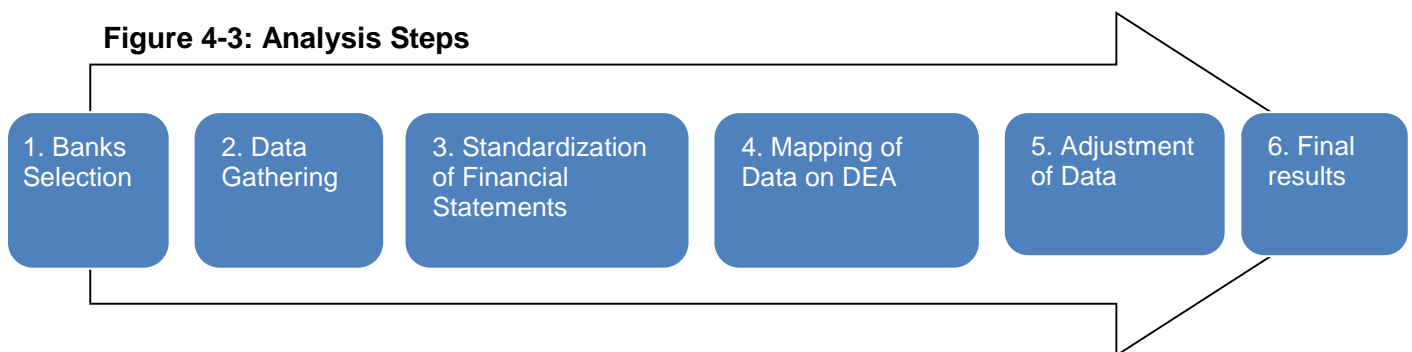 Figure 4-3: Analysis Steps
1. Banks
Selection
2. Data
Gathering
3. Standardization
of Financial
Statements
4. Mapping of
Data on DEA
5. Adjustment
of Data
6. Final
results